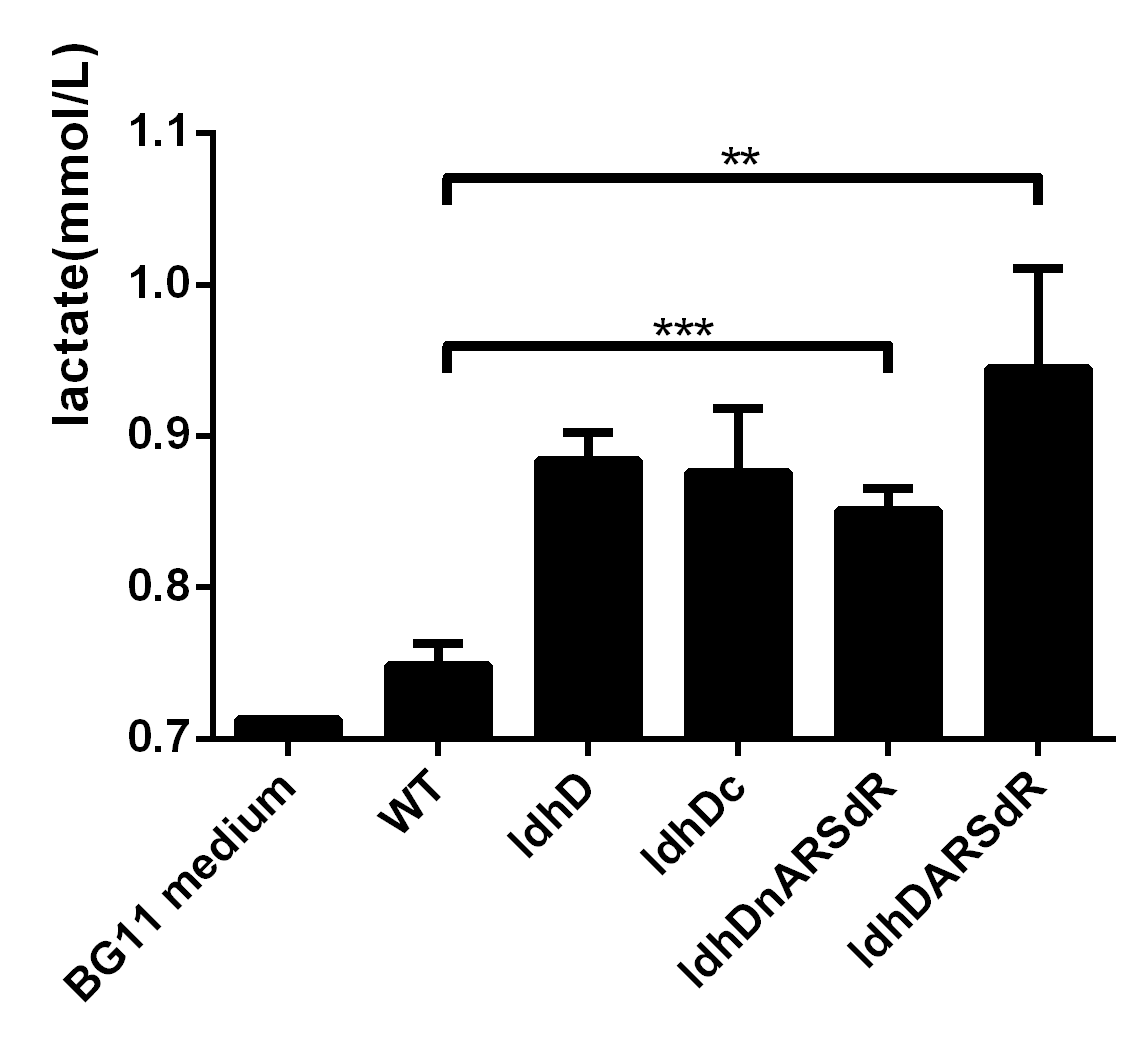 lactate(mmol/L)
1.1
1.0
0.9
0.8
0.7
**
***
BG11 medium
WT
ldhD
ldhDc
ldhDnARSdR
ldhDARSdR